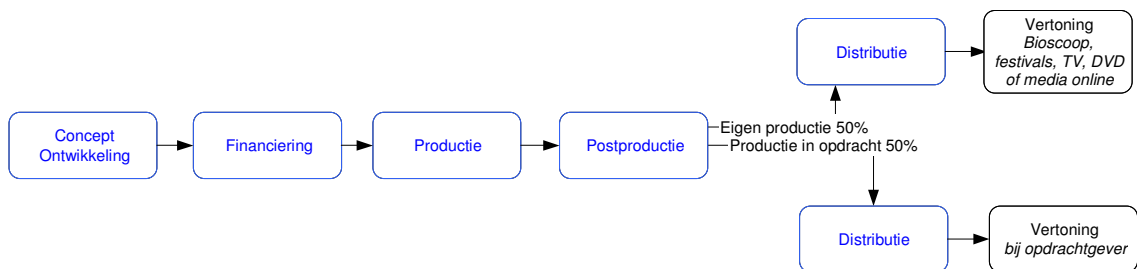 Concept
Ontwikkeling
Financiering
Productie
Postproductie
Eigen productie 50%
Productie in opdracht 50%
Distributie
Vertoning
Bioscoop,
festivals, TV, DVD
of media online
Distributie
Vertoning
bij opdrachtgever